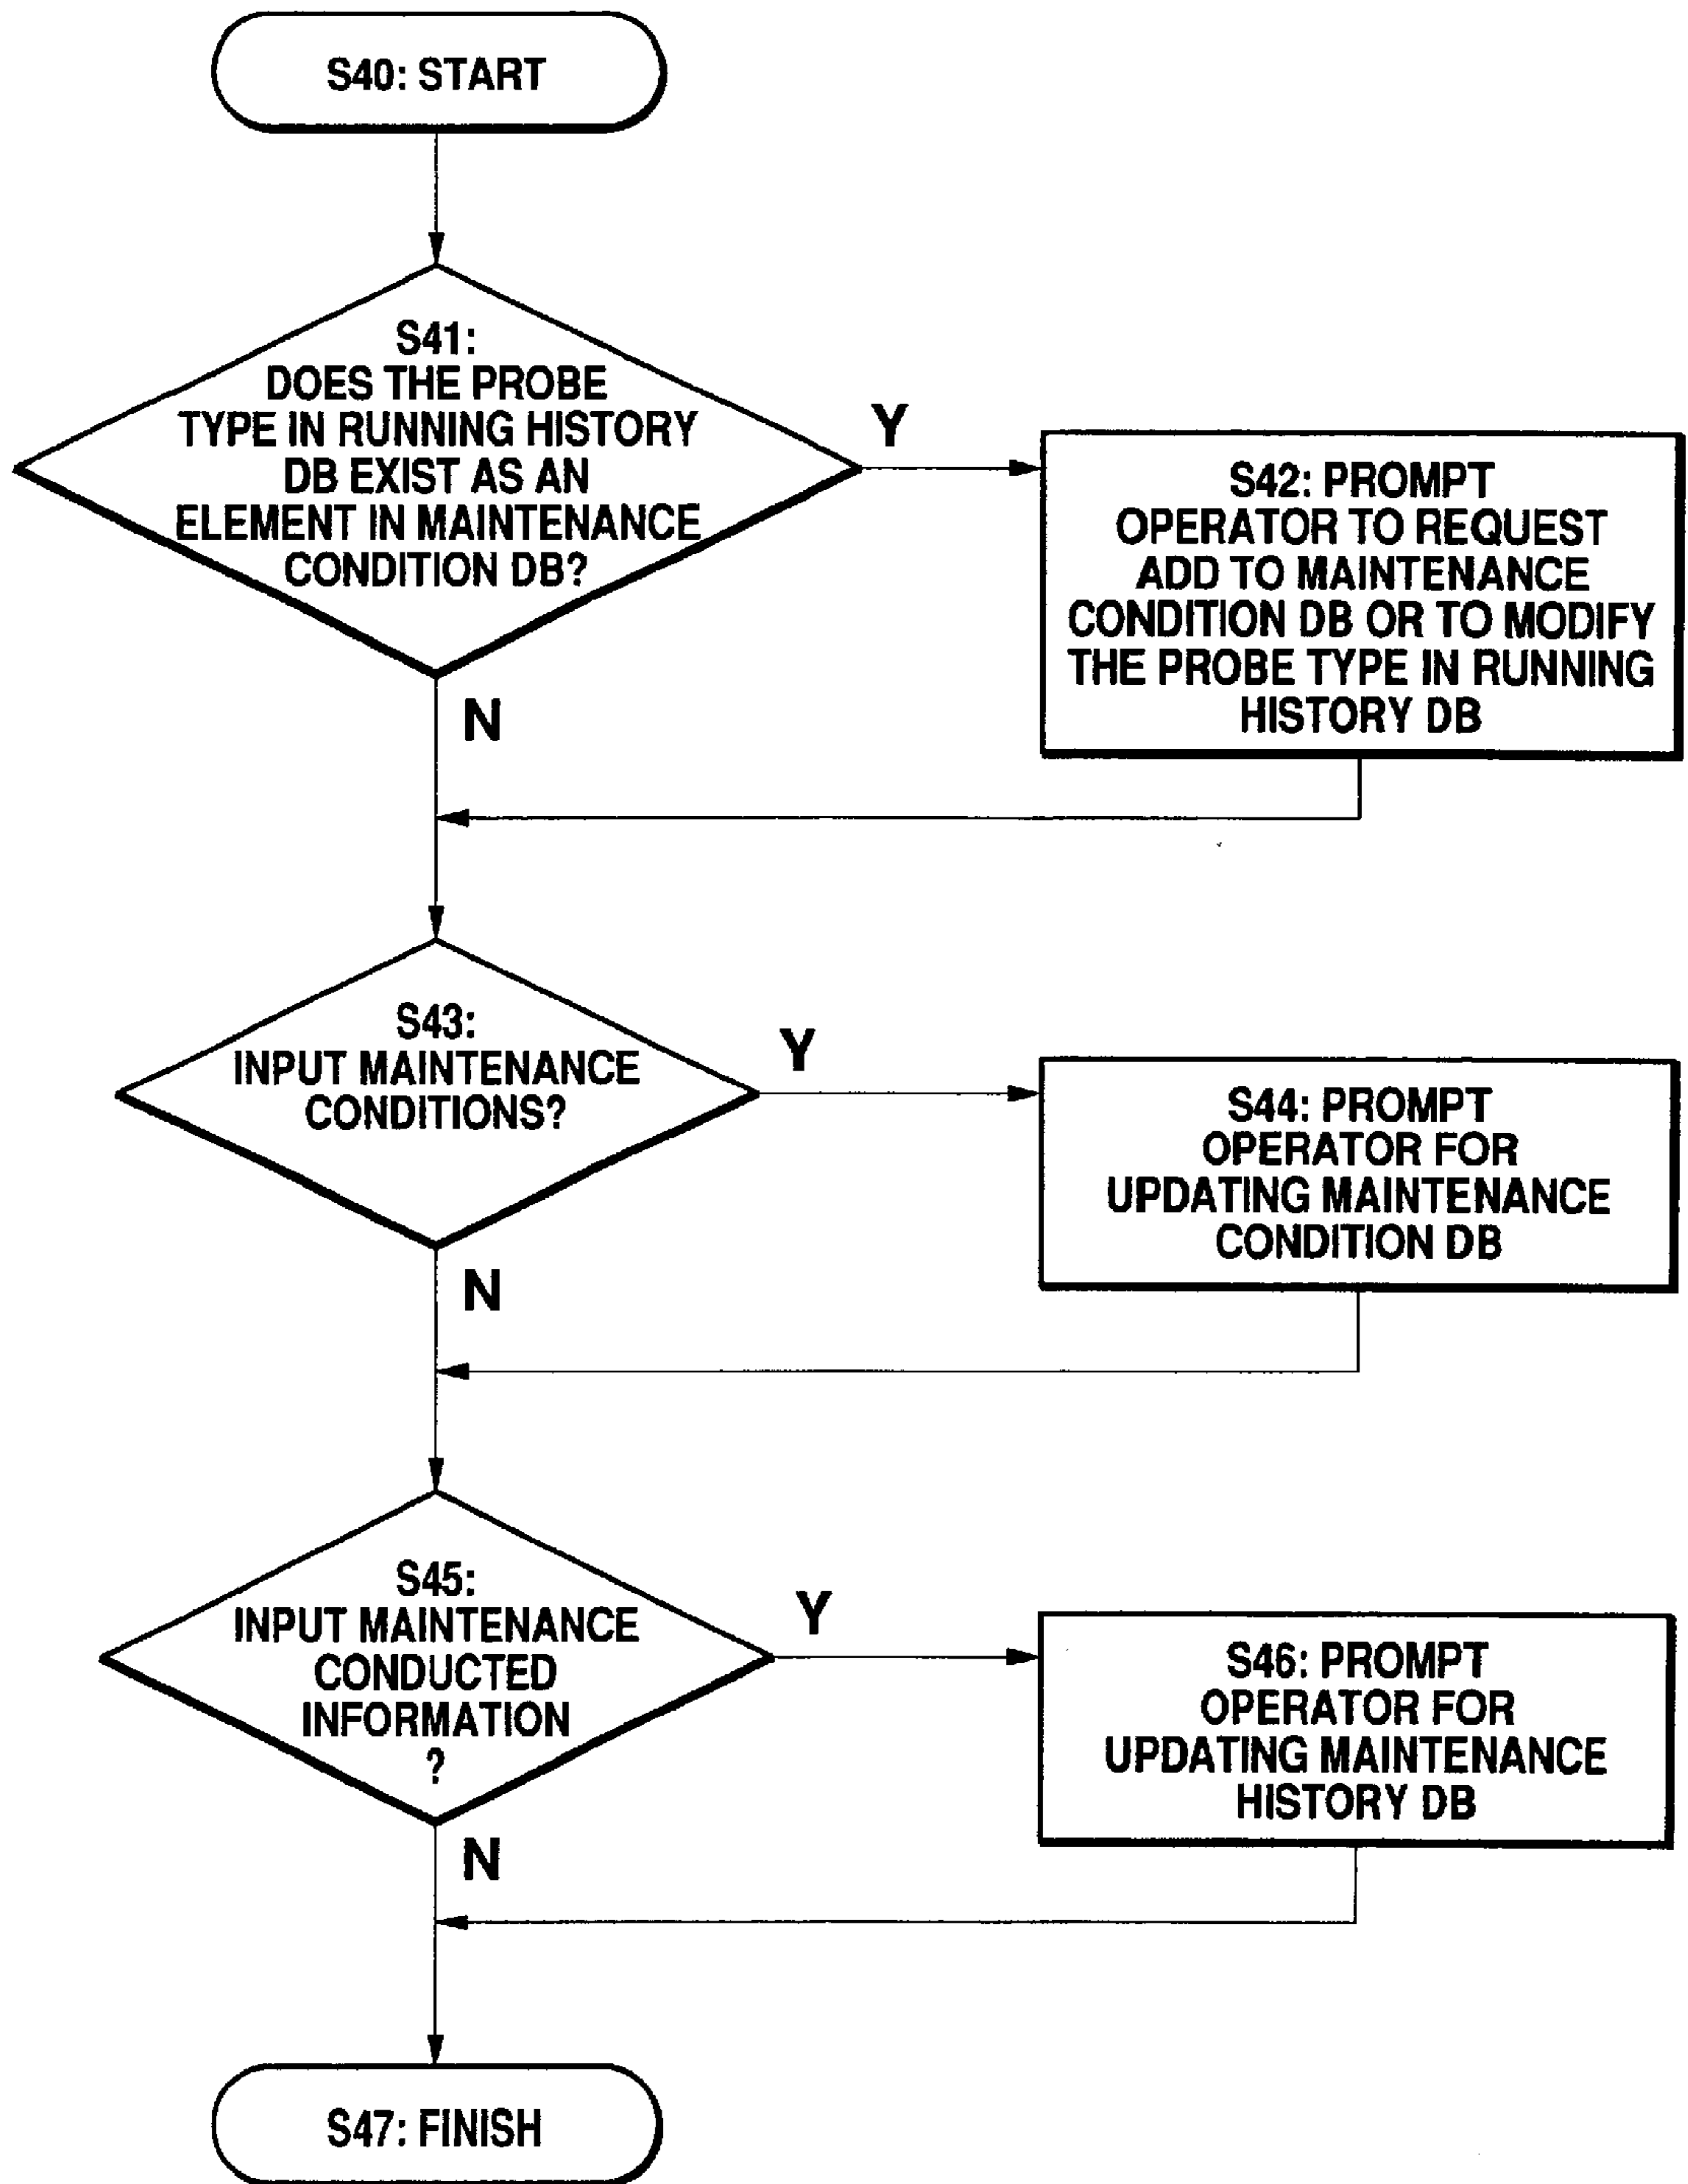 S40: START
S41:
DOES THE PROBE
TYPE IN RUNNING HISTORY
DB EXIST AS AN
ELEMENT IN MAINTENANCE
CONDITION DB?
Y
S42: PROMPT
OPERATOR TO REQUEST
ADD TO MAINTENANCE
CONDITION DB OR TO MODIFY
THE PROBE TYPE IN RUNNING
HISTORY DB
N
S43:
INPUT MAINTENANCE
CONDITIONS?
Y
S44: PROMPT
OPERATOR FOR
UPDATING MAINTENANCE
CONDITION DB
N
S45:
INPUT MAINTENANCE
CONDUCTED
INFORMATION
?
Y
S46: PROMPT
OPERATOR FOR
UPDATING MAINTENANCE
HISTORY DB
N
S47: FINISH